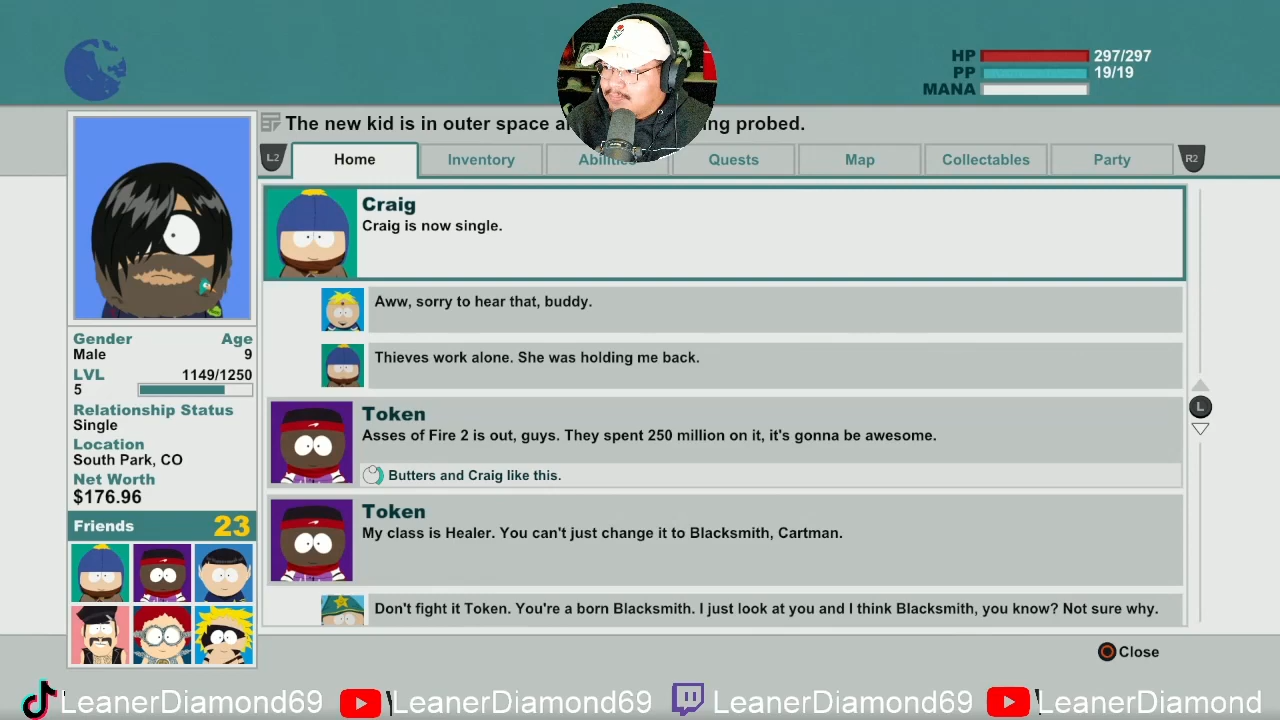 HP 297/297
PP 19/19
MANA
The new kid is in outer space a ng probed.
L2 Home Inventory Quests Map Collectables Party R2
Craig
Craig is now single.
Aww, sorry to hear that, buddy.
Thieves work alone. She was holding me back.
Token
Asses of Fire 2 is out, guys. They spent 250 million on it, it's gonna be awesome.
Butters and Craig like this.
Token
My class is Healer. You can't just change it to Blacksmith, Cartman.
Don't fight it Token. You're a born Blacksmith. I just look at you and I think Blacksmith, you know? Not sure why.
L
Gender Age
Male 9
LVL 1149/1250
5
Relationship Status
Single
Location
South Park, CO
Net Worth
$176.96
Friends 23
Close
LeanerDiamond69 \LeanerDiamond69 LeanerDiamond69 \LeanerDiamond